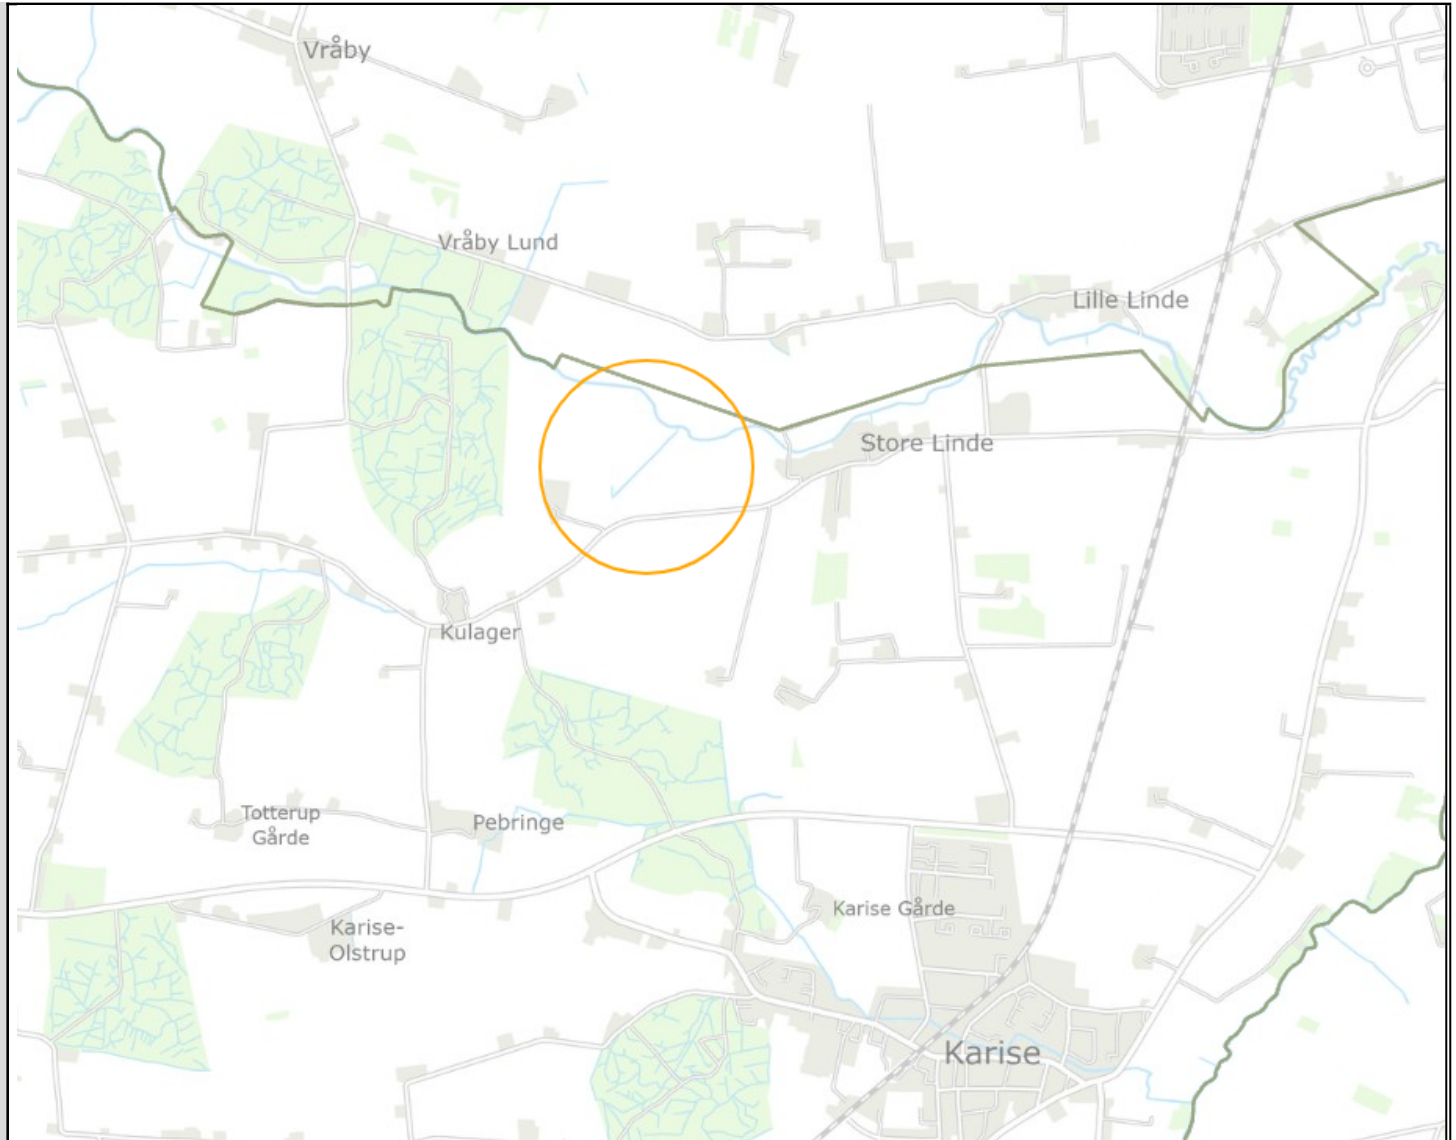 Vråby
Vråby Lund
Lille Linde
Store Linde
Kulager
Totterup
Gårde
Pebringe
Karise Gårde
Karise-
Olstrup
Karise